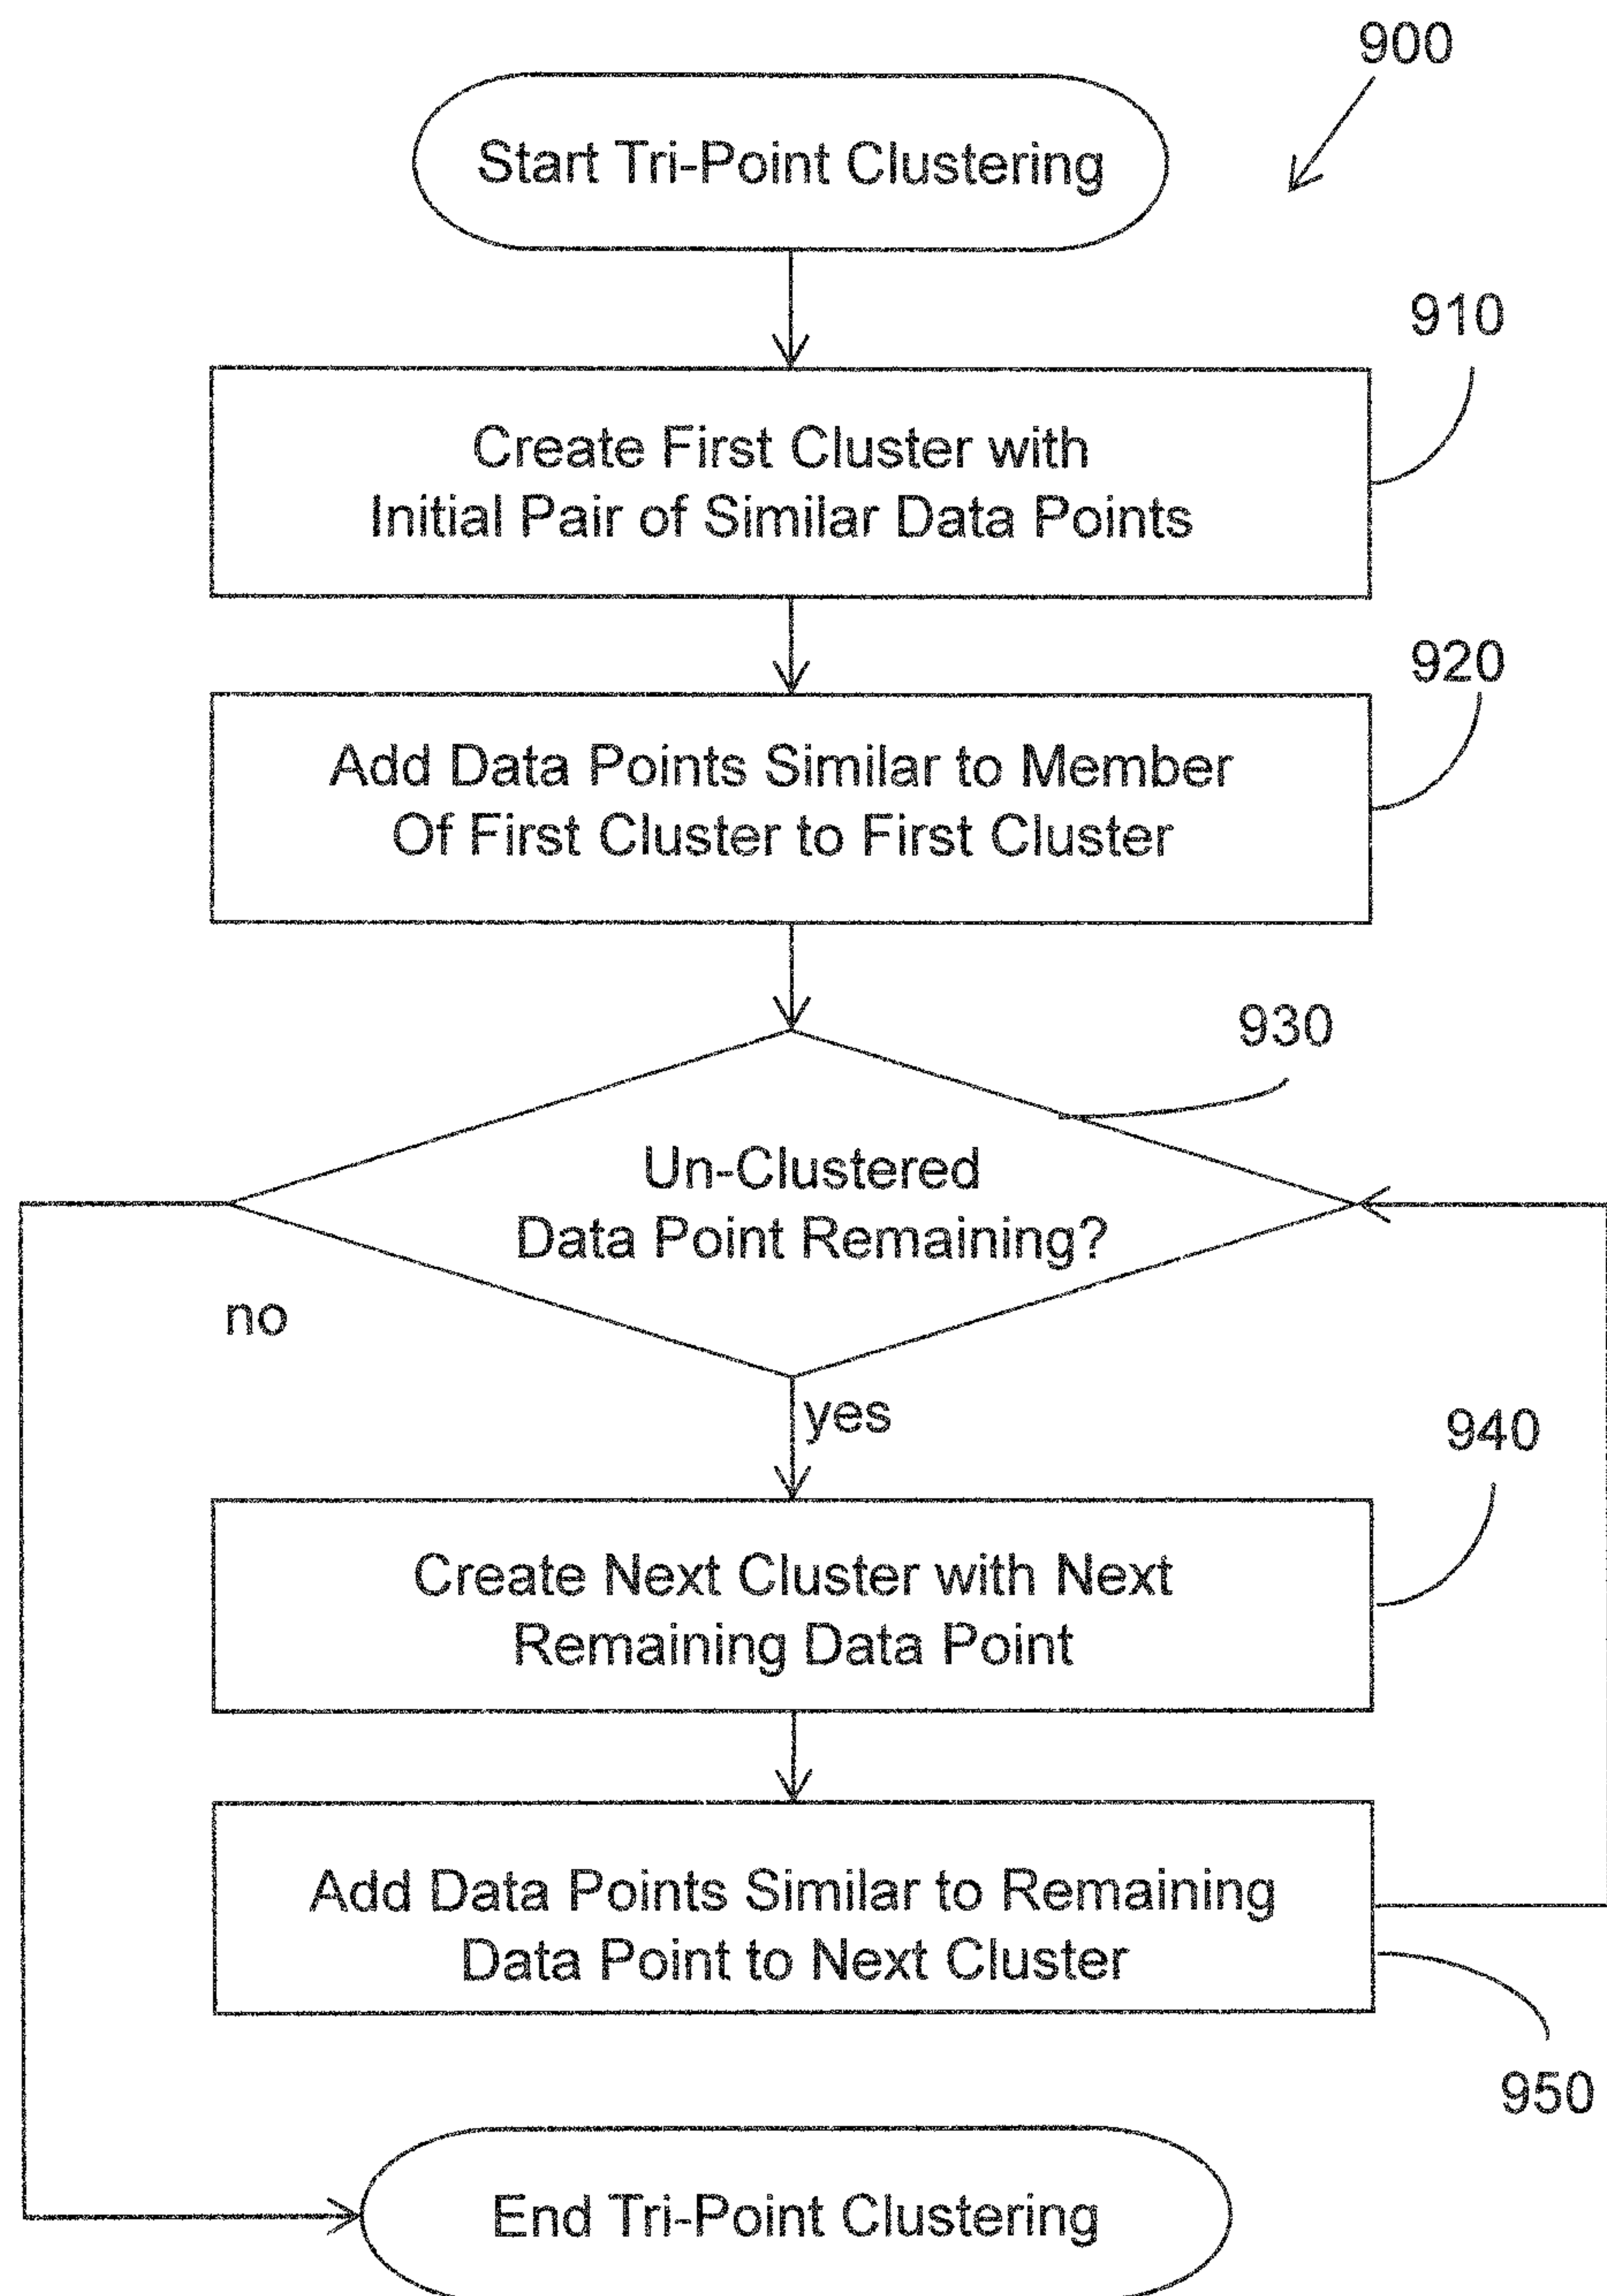 900
Start Tri-Point Clustering
910
Create First Cluster with
Initial Pair of Similar Data Points
920
Add Data Points Similar to Member
Of First Cluster to First Cluster
930
Un-Clustered
Data Point Remaining?
no
yes
940
Create Next Cluster with Next
Remaining Data Point
Add Data Points Similar to Remaining
Data Point to Next Cluster
950
End Tri-Point Clustering